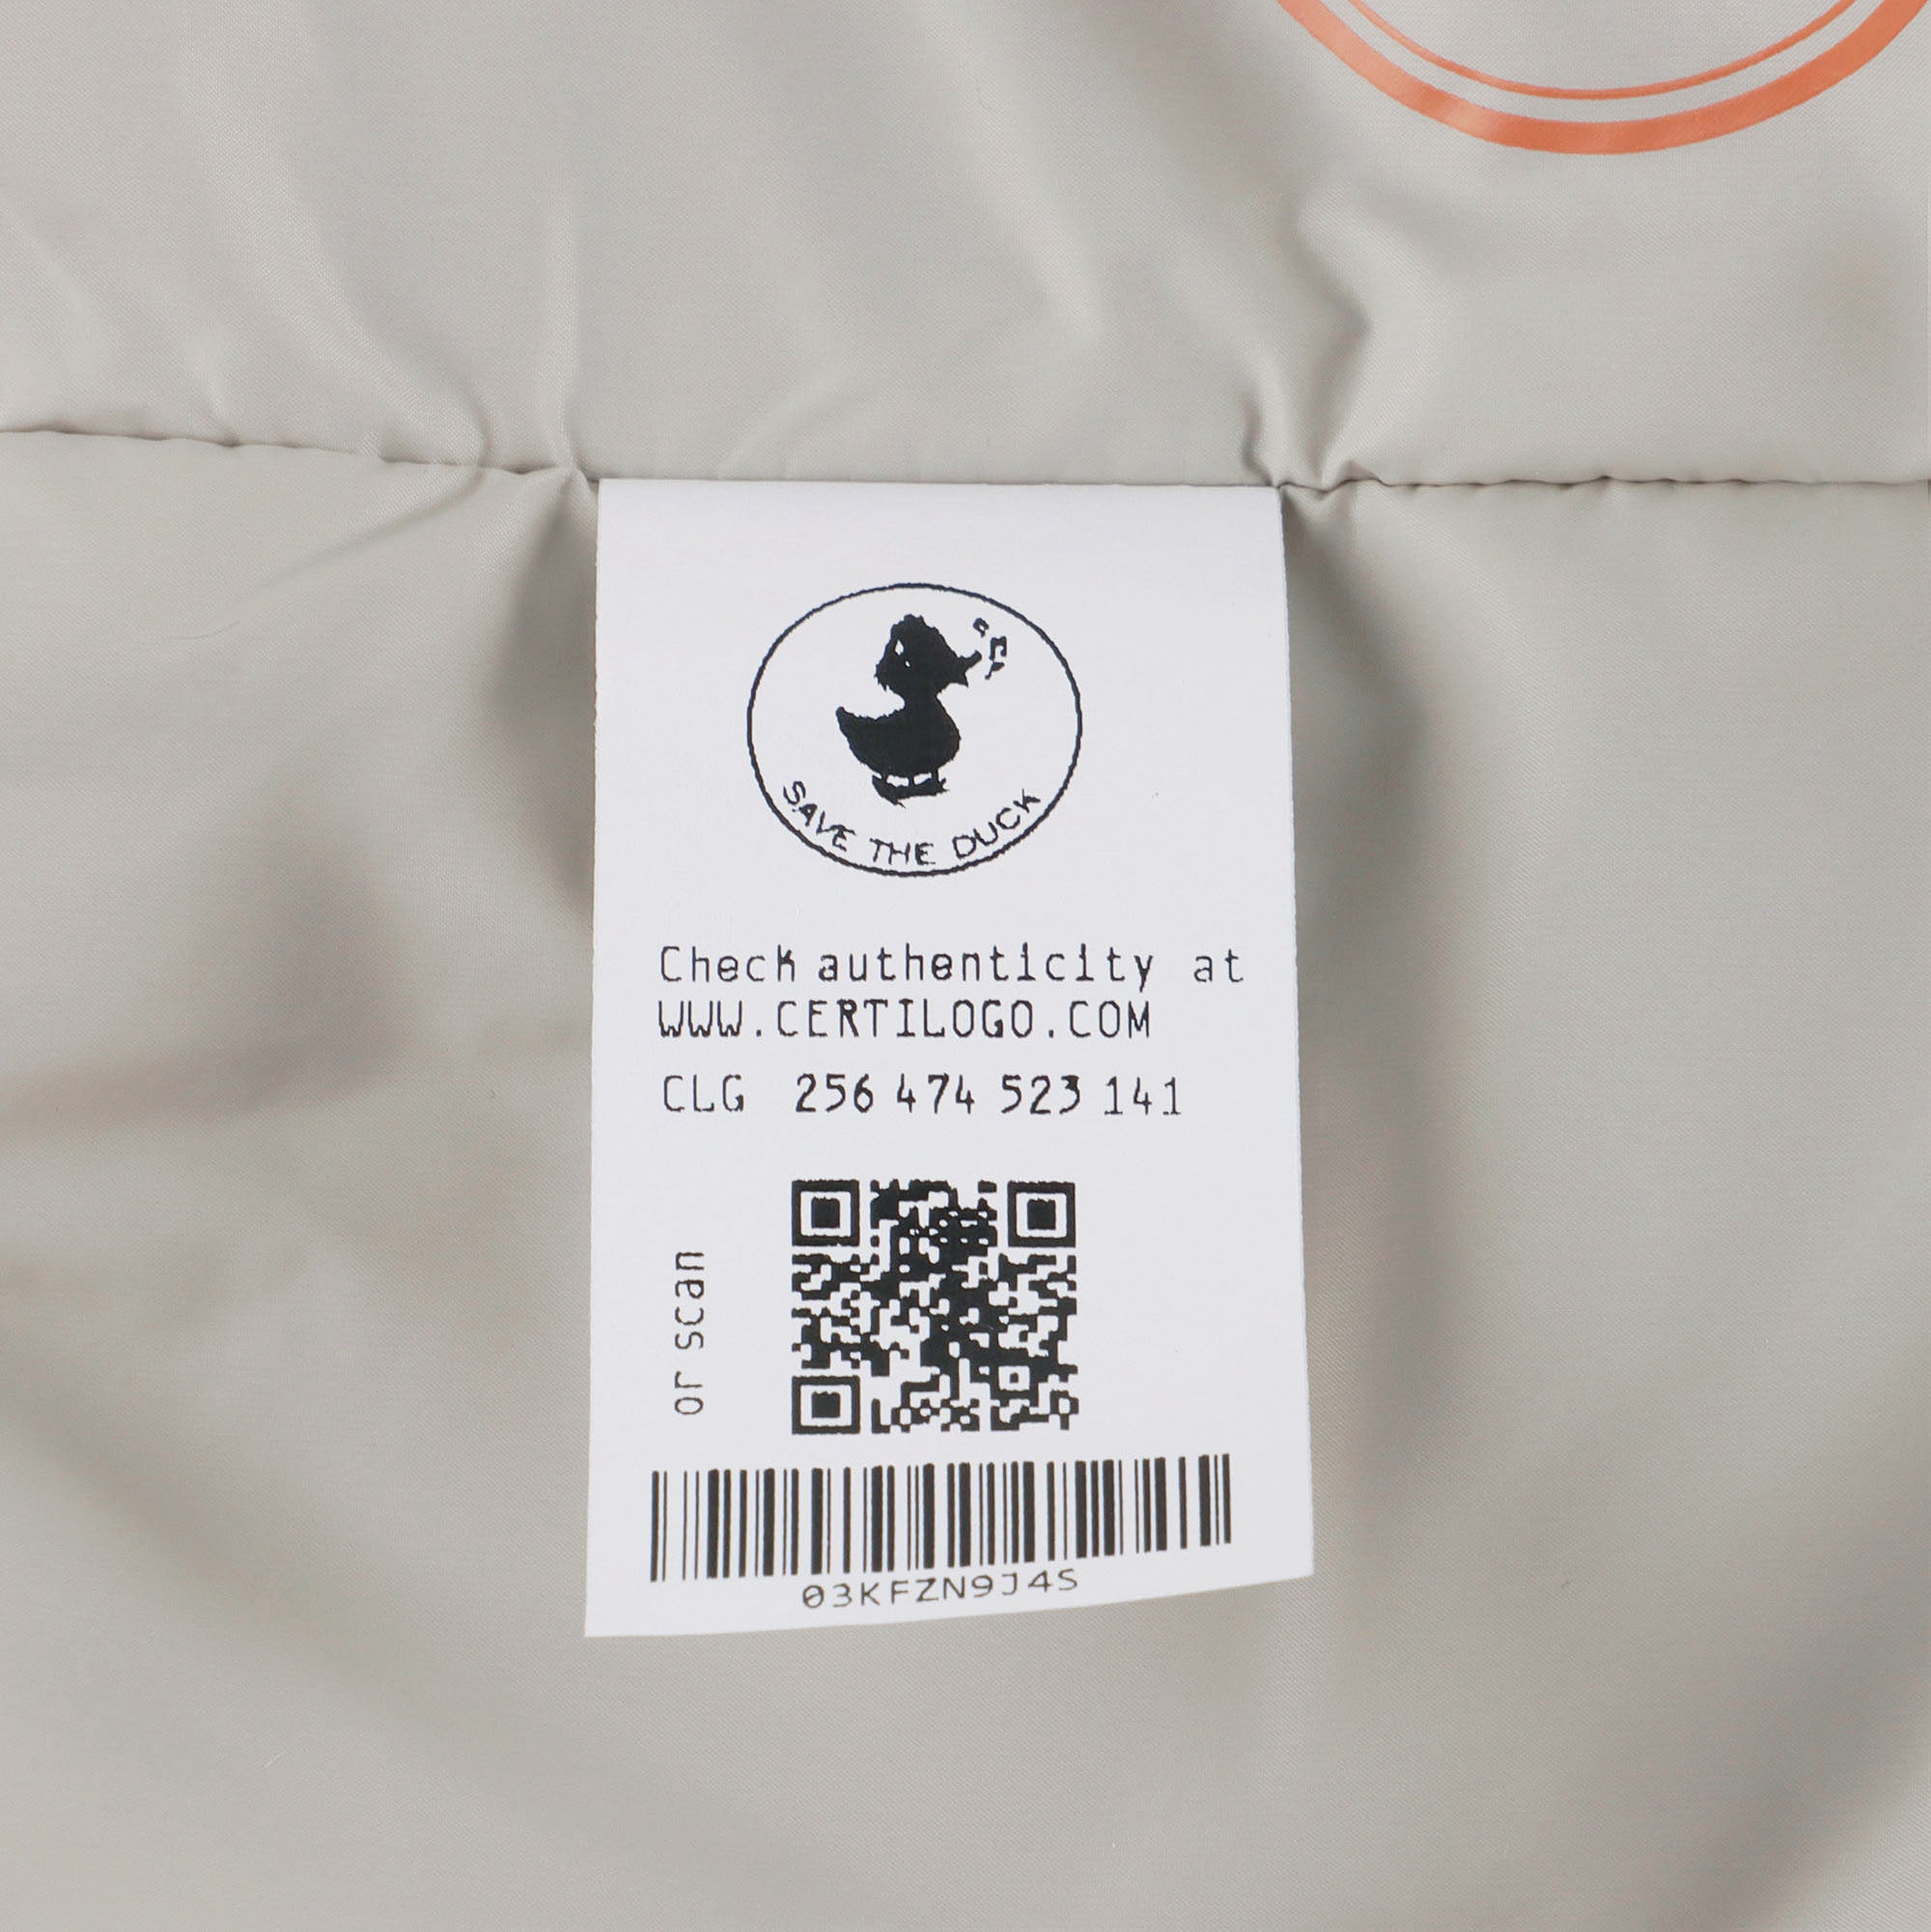 SAVE THE DUCK
Check authenticity at
WWW.CERTILOGO.COM
CLG 256 474 523 141
or scan
03KFZN9J4S